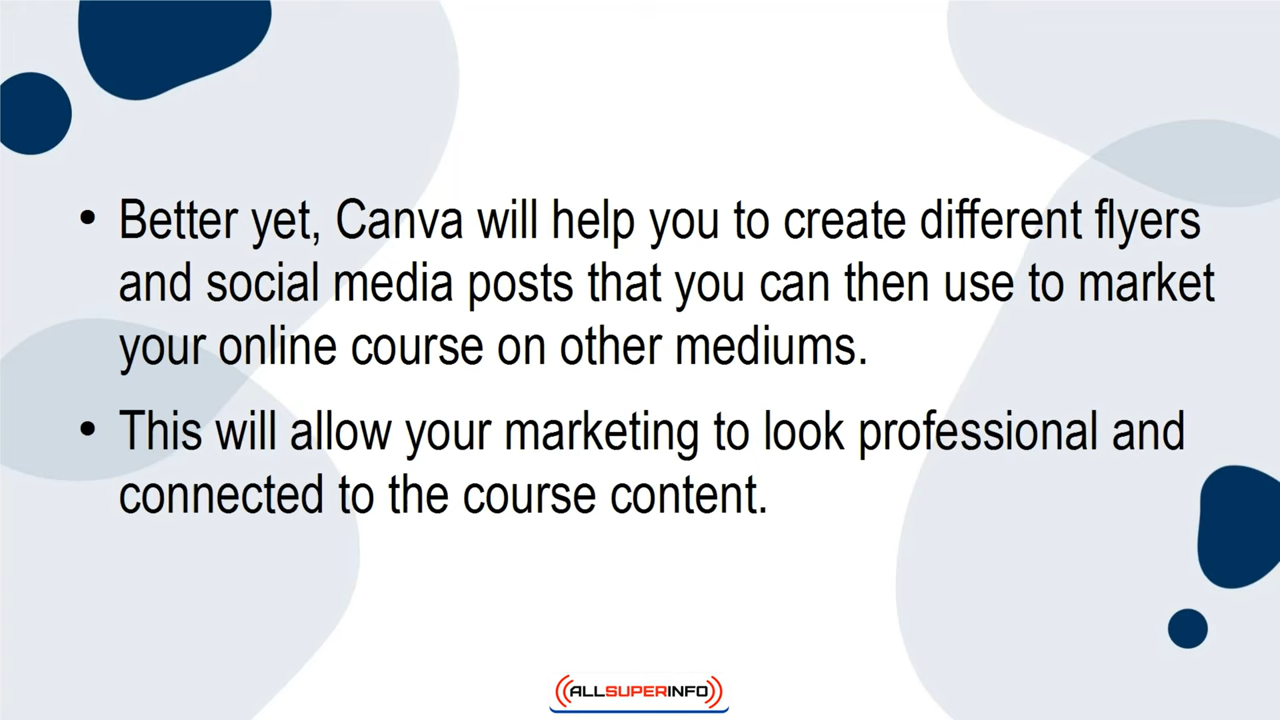 • Better yet, Canva will help you to create different flyers
and social media posts that you can then use to market
your online course on other mediums.
• This will allow your marketing to look professional and
connected to the course content.
ALLSUPERINFO